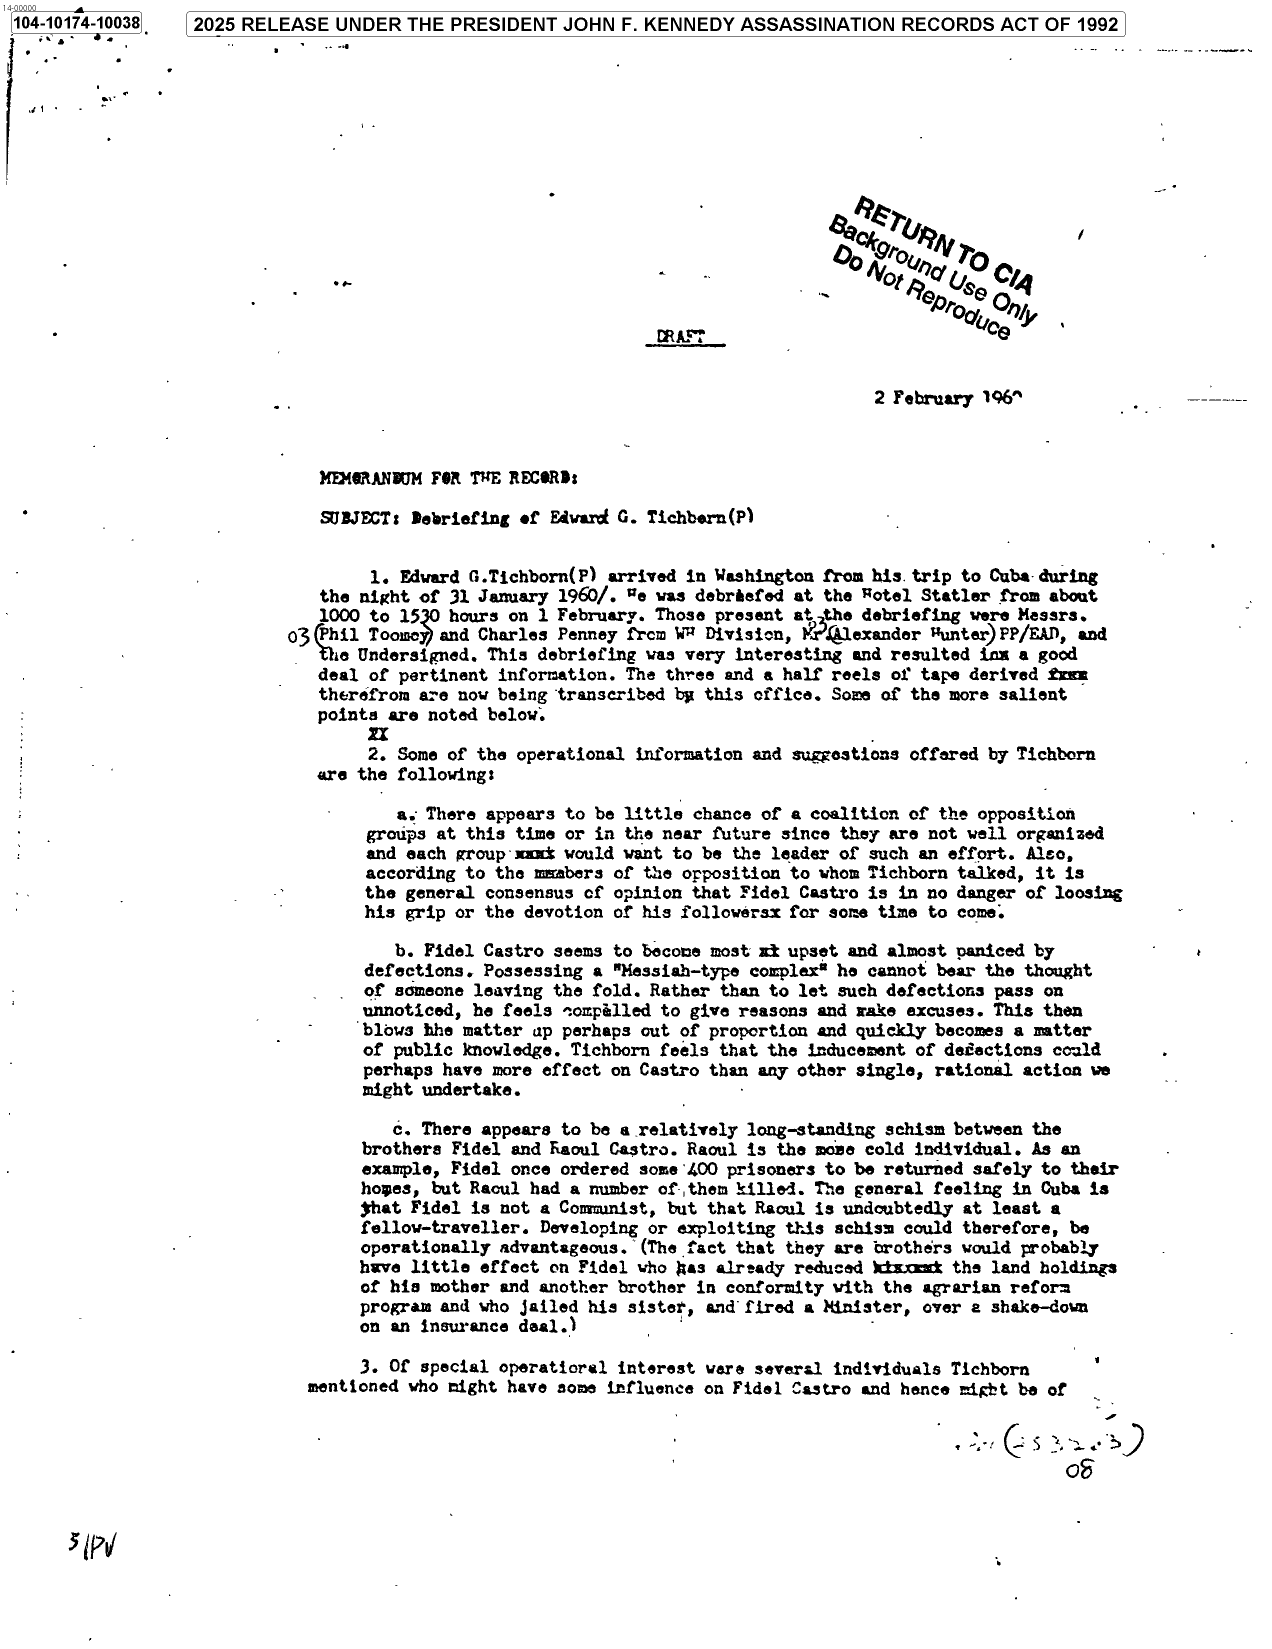 14-00000
104-10174-10038
2025 RELEASE UNDER THE PRESIDENT JOHN F. KENNEDY ASSASSINATION RECORDS ACT OF 1992
RETURN TO CIA
Background Use Only
Do Not Reproduce
DRAFT
2 February 196
MEMORANDUM FOR THE RECORD:
SUBJECT: Debriefing of Edward G. Tichborn(P)
1. Edward G.Tichborn(P) arrived in Washington from his trip to Cuba during
the night of 31 January 1960/. He was debriefed at the Hotel Statler from about
1000 to 1530 hours on 1 February. Those present at the debriefing were Messrs.
03 (Phil Toomey) and Charles Penney from WH Division, Mr (Alexander Hunter) PP/EAD, and
the Undersigned. This debriefing was very interesting and resulted inx a good
deal of pertinent information. The three and a half reels of tape derived fxxm
therefrom are now being transcribed by this office. Some of the more salient
points are noted below.
XX
2. Some of the operational information and suggestions offered by Tichborn
are the following:
a. There appears to be little chance of a coalition of the opposition
groups at this time or in the near future since they are not well organized
and each group would want to be the leader of such an effort. Also,
according to the members of the opposition to whom Tichborn talked, it is
the general consensus of opinion that Fidel Castro is in no danger of loosing
his grip or the devotion of his followersx for some time to come.
b. Fidel Castro seems to become most xt upset and almost paniced by
defections. Possessing a "Messiah-type complex" he cannot bear the thought
of someone leaving the fold. Rather than to let such defections pass on
unnoticed, he feels compelled to give reasons and make excuses. This then
blows hhe matter up perhaps out of proportion and quickly becomes a matter
of public knowledge. Tichborn feels that the inducement of defections could
perhaps have more effect on Castro than any other single, rational action we
might undertake.
c. There appears to be a relatively long-standing schism between the
brothers Fidel and Raoul Castro. Raoul is the more cold individual. As an
example, Fidel once ordered some 400 prisoners to be returned safely to their
homes, but Raoul had a number of them killed. The general feeling in Cuba is
that Fidel is not a Communist, but that Raoul is undoubtedly at least a
fellow-traveller. Developing or exploiting this schism could therefore, be
operationally advantageous. (The fact that they are brothers would probably
have little effect on Fidel who has already reduced the land holdings
of his mother and another brother in conformity with the agrarian reform
program and who jailed his sister, and fired a Minister, over a shake-down
on an insurance deal.)
3. Of special operational interest were several individuals Tichborn
mentioned who might have some influence on Fidel Castro and hence might be of
08